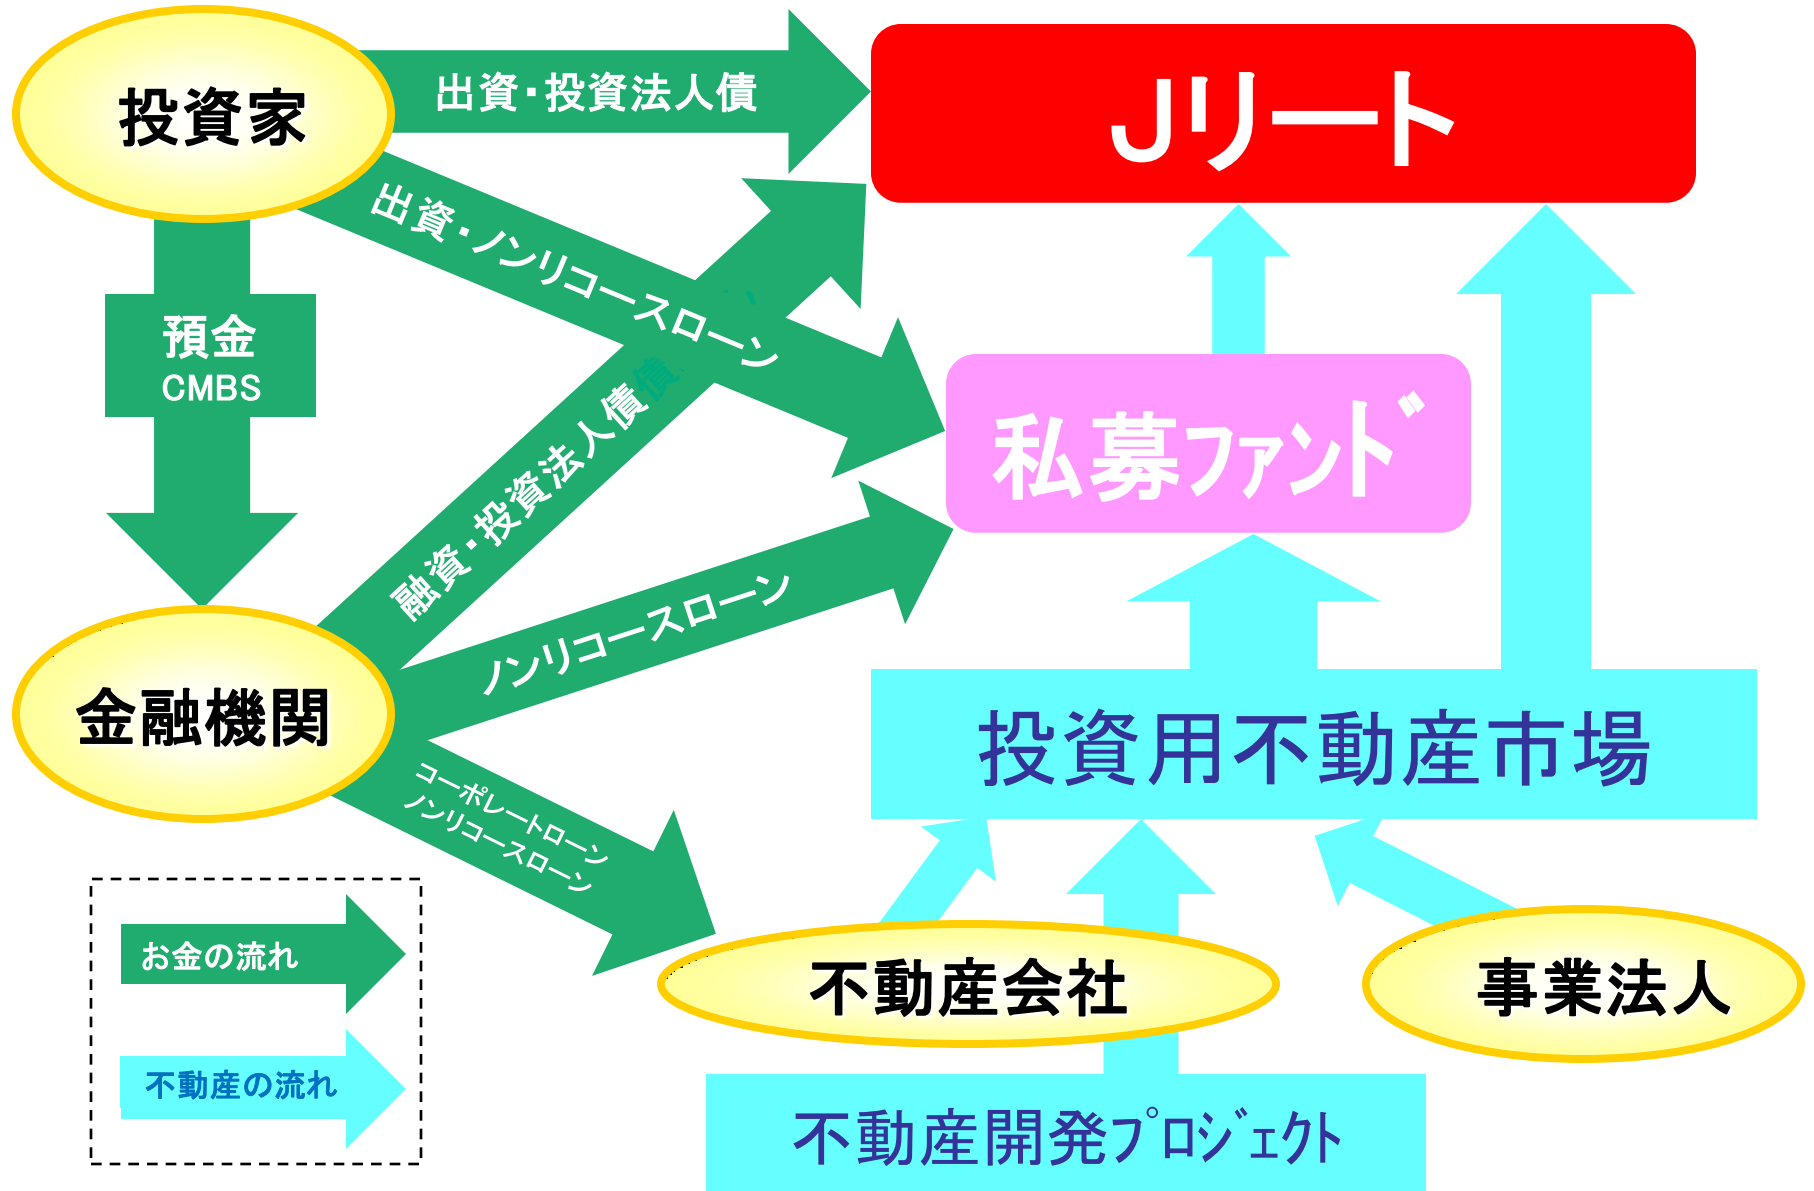 投資家
出資・投資法人債
Jリート
出資・ノンリコースローン
預金
CMBS
融資・投資法人債
私募ファンド
ノンリコースローン
金融機関
投資用不動産市場
コーポレートローン
ノンリコースローン
お金の流れ
不動産の流れ
不動産会社
事業法人
不動産開発プロジェクト